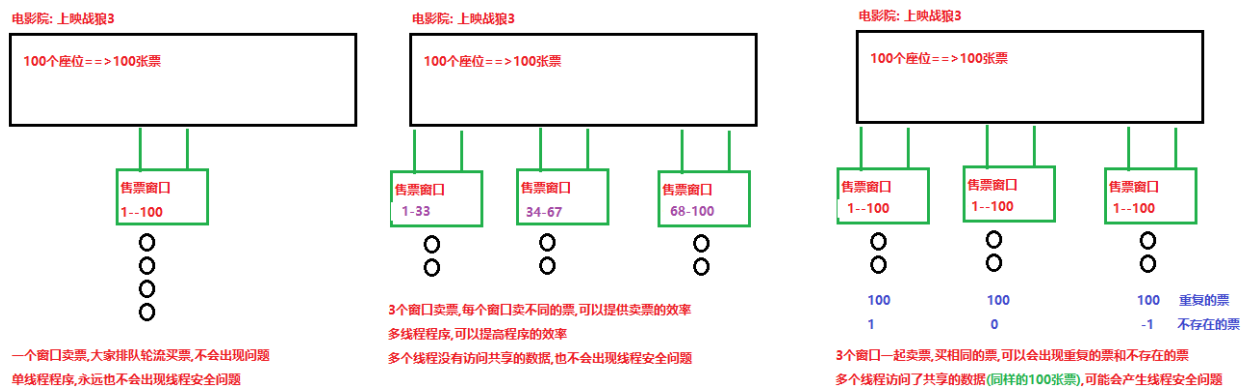 电影院: 上映战狼3
100个座位==>100张票
售票窗口
1--100
一个窗口卖票,大家排队轮流买票,不会出现问题
单线程程序,永远也不会出现线程安全问题
电影院: 上映战狼3
100个座位==>100张票
售票窗口
1-33
售票窗口
34-67
售票窗口
68-100
3个窗口卖票,每个窗口卖不同的票,可以提供卖票的效率
多线程程序,可以提高程序的效率
多个线程没有访问共享的数据,也不会出现线程安全问题
电影院: 上映战狼3
100个座位==>100张票
售票窗口
1--100
售票窗口
1--100
售票窗口
1--100
100 100 100 重复的票
1 0 -1 不存在的票
3个窗口一起卖票,买相同的票,可以会出现重复的票和不存在的票
多个线程访问了共享的数据(同样的100张票),可能会产生线程安全问题